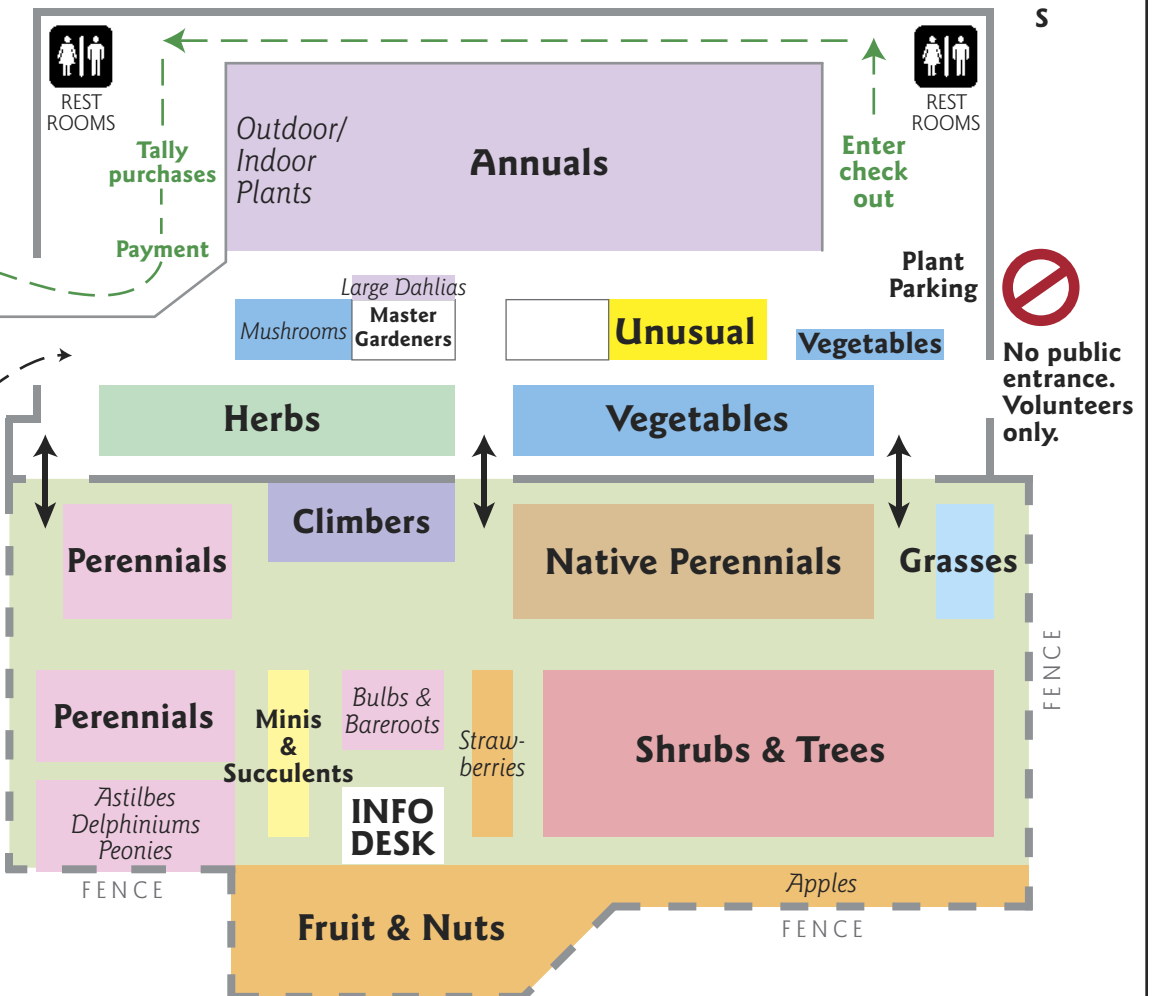 S
REST
ROOMS
REST
ROOMS
Tally
purchases
Payment
Outdoor/
Indoor
Plants
Annuals
Enter
check
out
Plant
Parking
No public
entrance.
Volunteers
only.
Large Dahlias
Mushrooms
Master
Gardeners
Unusual
Vegetables
Herbs
Vegetables
Climbers
Perennials
Native Perennials
Grasses
FENCE
Perennials
Minis
&
Succulents
Bulbs &
Bareroots
Straw-
berries
Shrubs & Trees
Astilbes
Delphiniums
Peonies
INFO
DESK
FENCE
Apples
Fruit & Nuts
FENCE